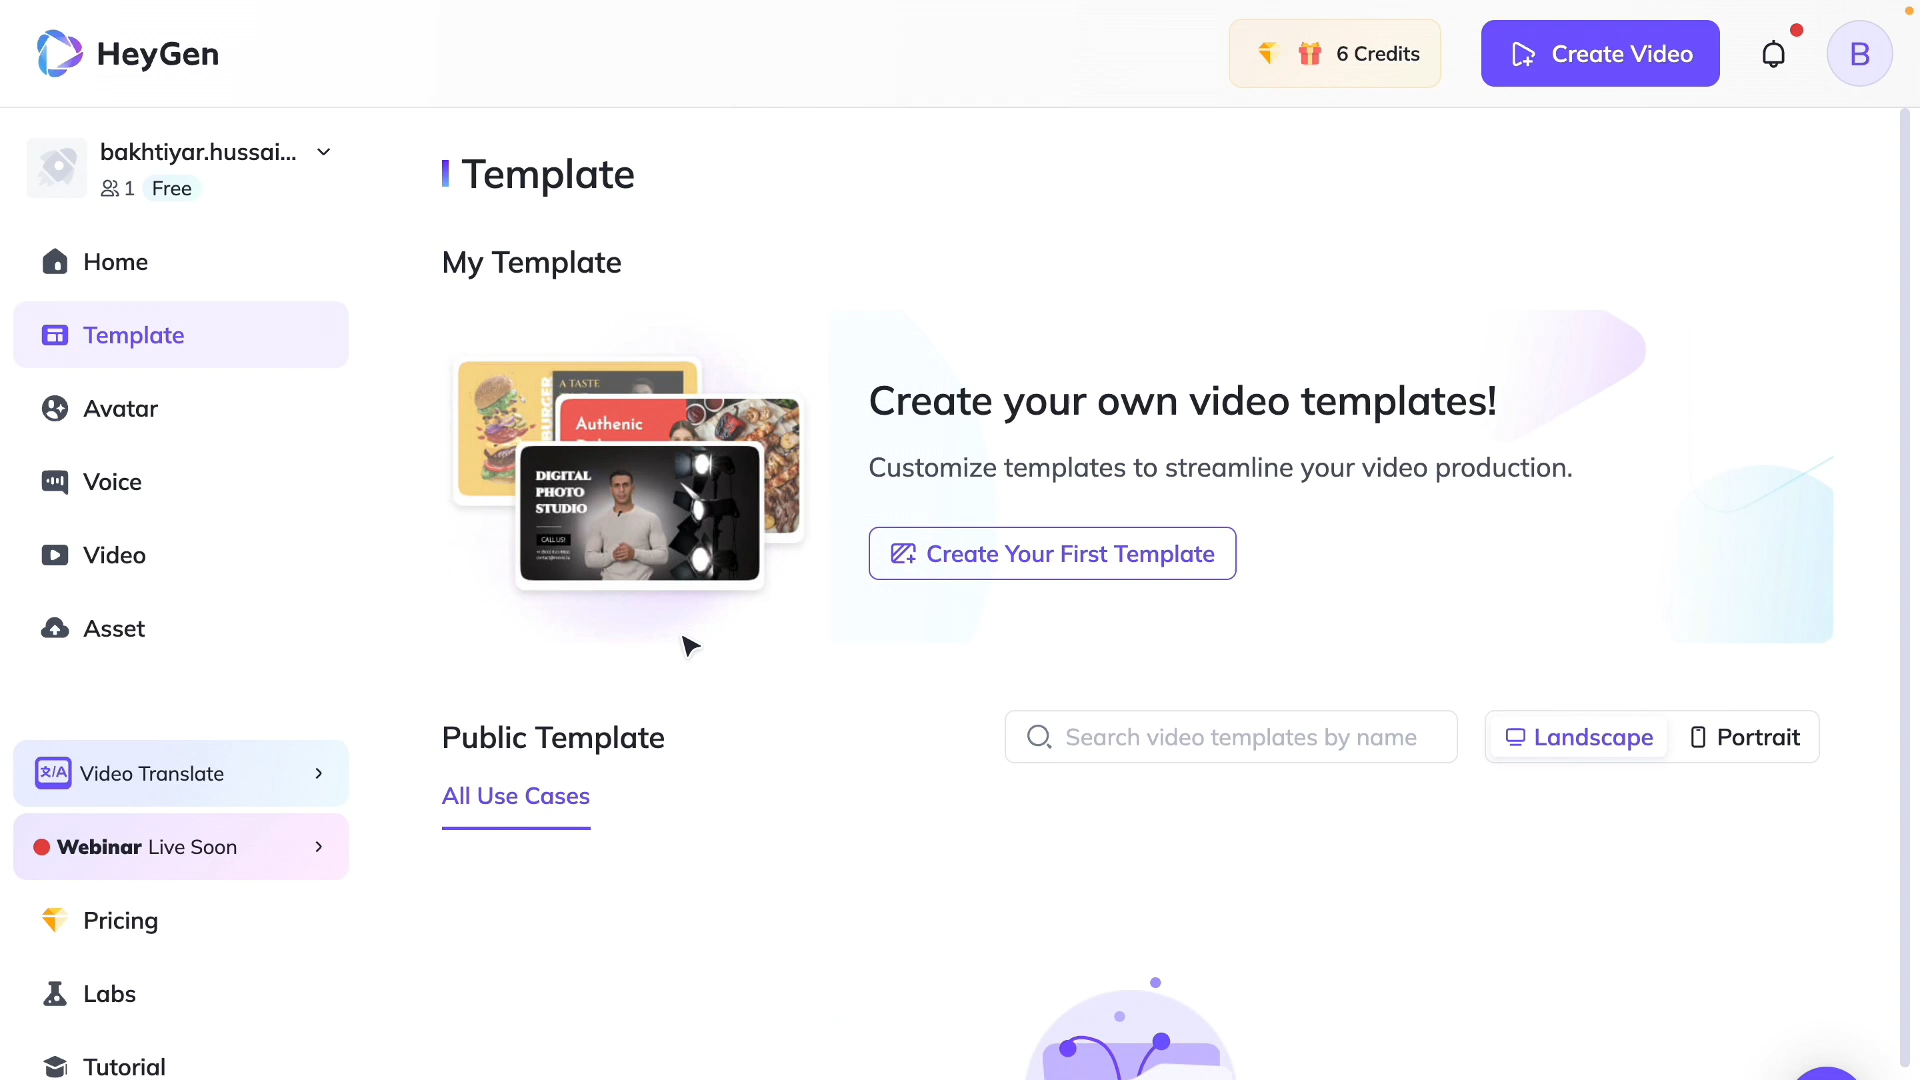 HeyGen
6 Credits
Create Video
B
bakhtiyar.hussai...
1
Free
Home
Template
Avatar
Voice
Video
Asset
文/A Video Translate
Webinar Live Soon
Pricing
Labs
Tutorial
Template
My Template
BURGER
A TASTE
Authenic
DIGITAL
PHOTO
STUDIO
CALL US!
Create your own video templates!
Customize templates to streamline your video production.
Create Your First Template
Public Template
Search video templates by name
Landscape
Portrait
All Use Cases